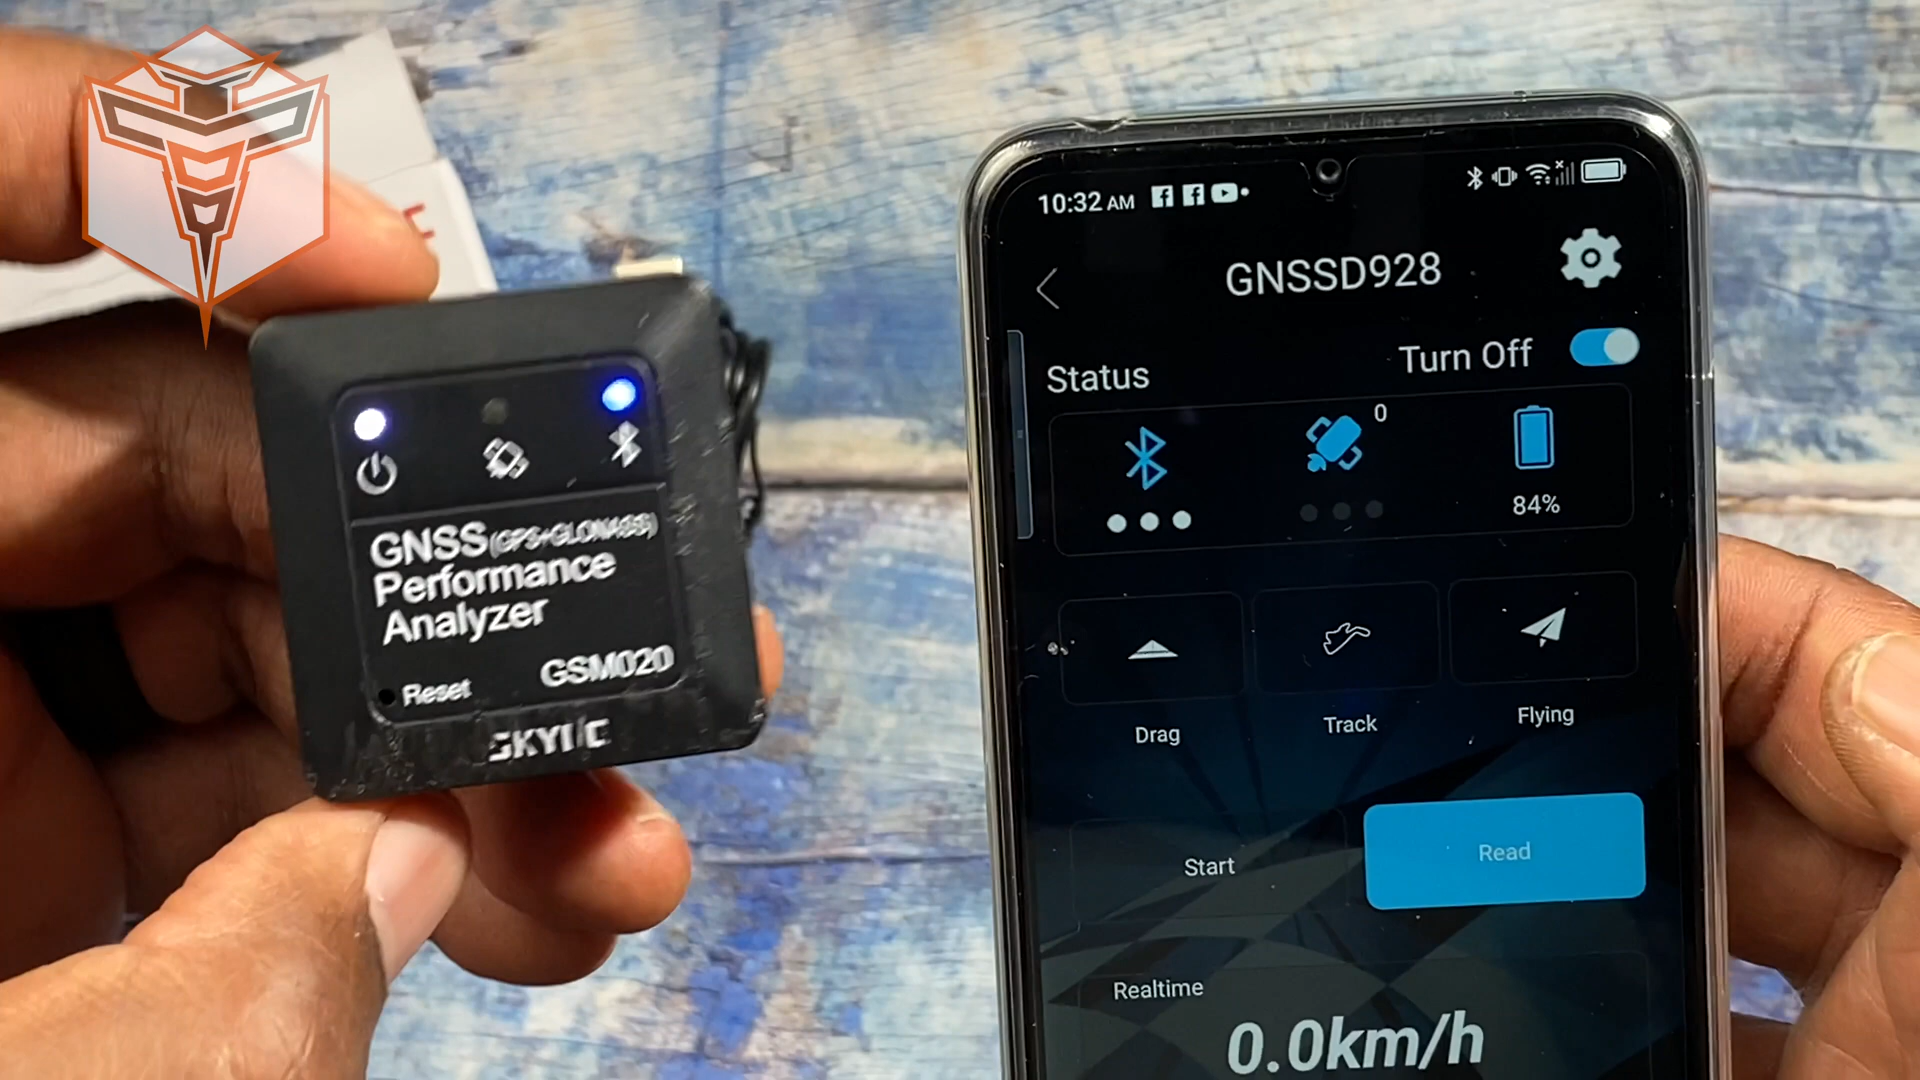 GNSS(GPS+GLONASS)
Performance
Analyzer
GSM020
Reset
10:32 AM
GNSSD928
Turn Off
Status
0
84%
Drag
Track
Flying
Start
Read
Realtime
0.0km/h